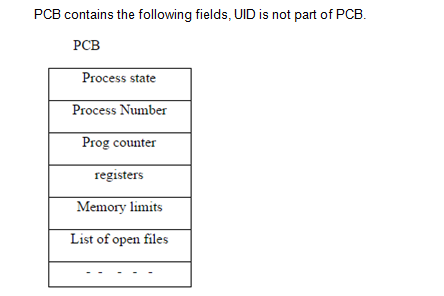 PCB contains the following fields, UID is not part of PCB.
PCB
Process state
Process Number
Prog counter
registers
Memory limits
List of open files
- - - - -